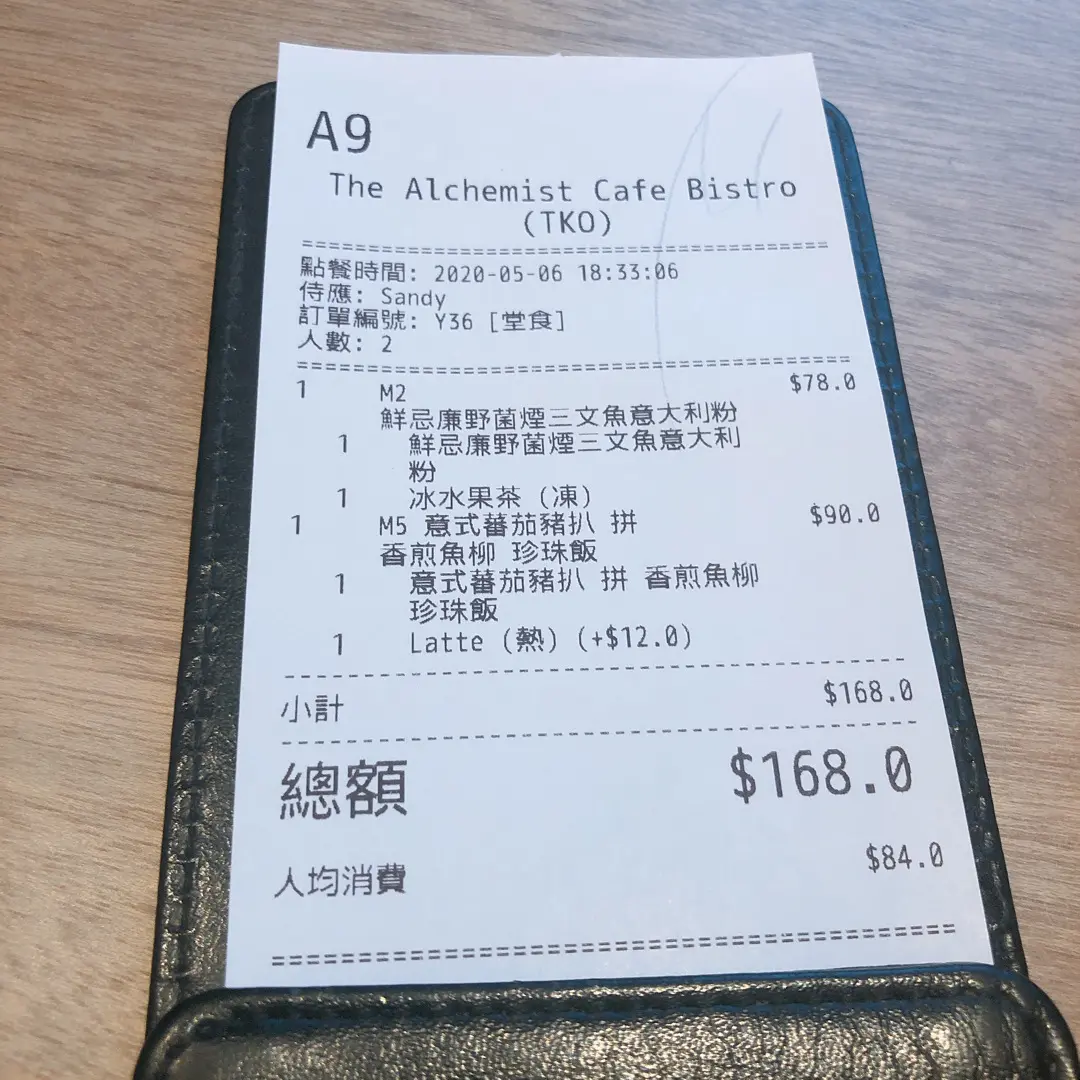 A9
The Alchemist Cafe Bistro
(TKO)
========================================
點餐時間: 2020-05-06 18:33:06
侍應: Sandy
訂單編號: Y36 [堂食]
人數: 2
========================================
1 M2 $78.0
鮮忌廉野菌煙三文魚意大利粉
1 鮮忌廉野菌煙三文魚意大利
粉
1 冰水果茶 (凍)
1 M5 意式蕃茄豬扒 拼 $90.0
香煎魚柳 珍珠飯
1 意式蕃茄豬扒 拼 香煎魚柳
珍珠飯
1 Latte (熱) (+$12.0)
----------------------------------------
小計 $168.0
----------------------------------------
總額 $168.0
人均消費 $84.0
========================================